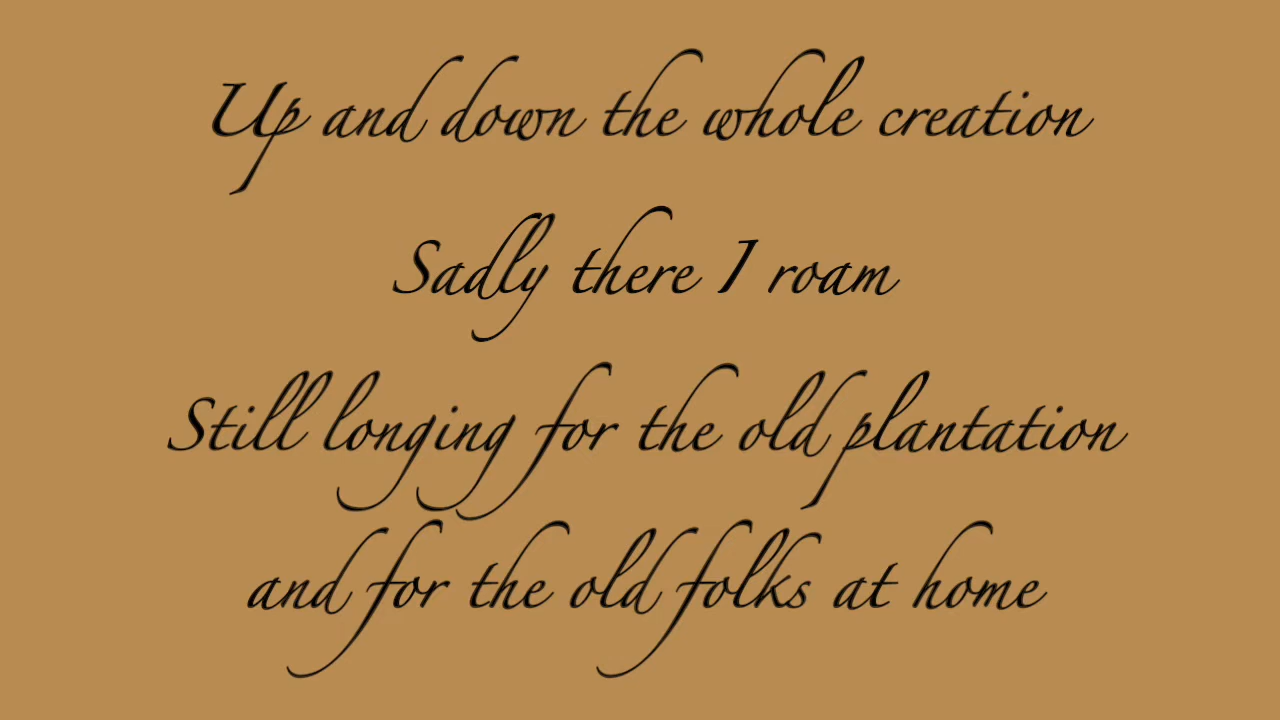 Up and down the whole creation
Sadly there I roam
Still longing for the old plantation
and for the old folks at home